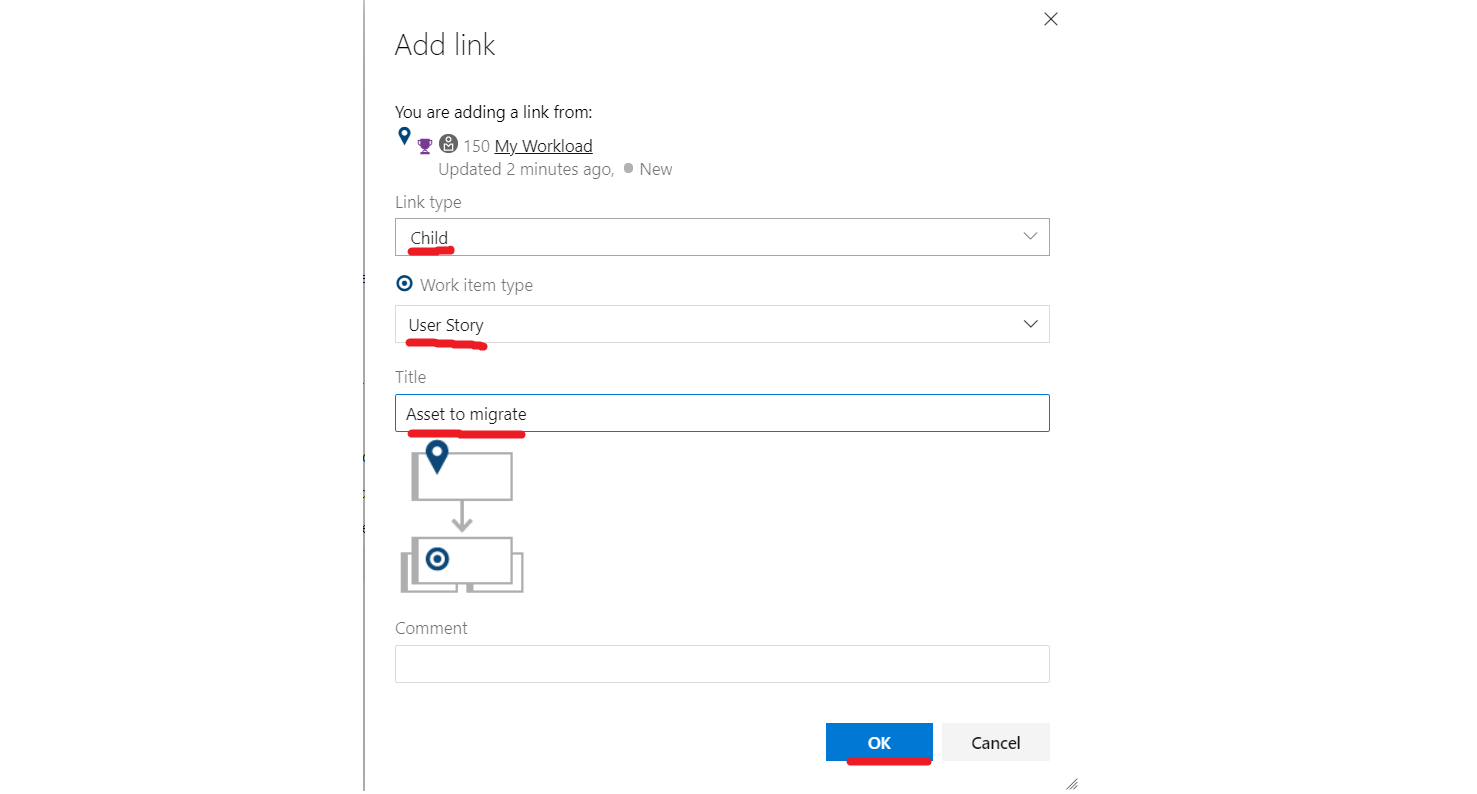 Add link
You are adding a link from:
150 My Workload
Updated 2 minutes ago, New
Link type
Child
Work item type
User Story
Title
Asset to migrate
Comment
OK Cancel